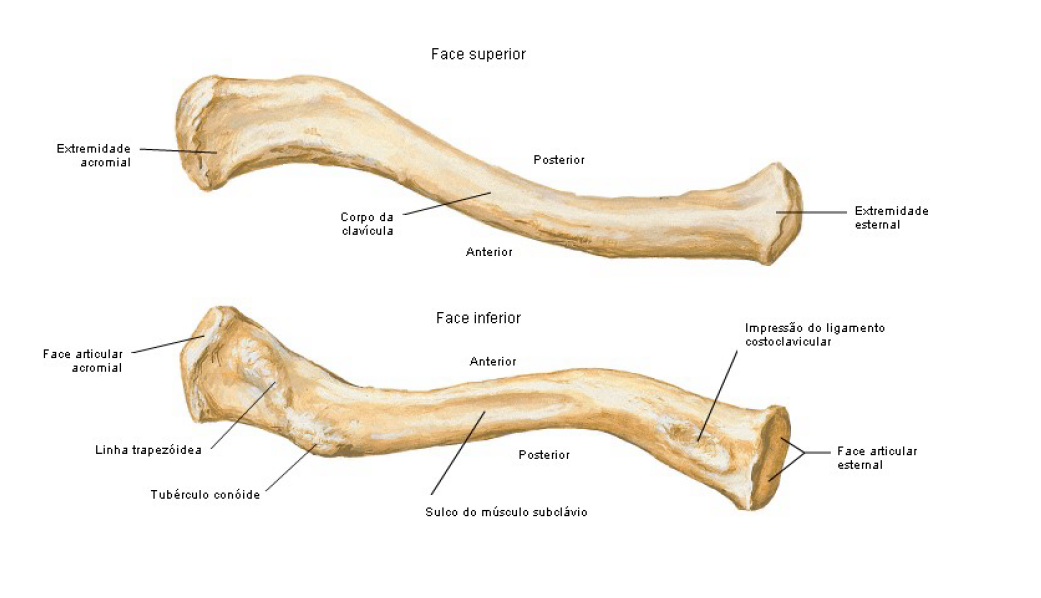 Face superior
Posterior
Extremidade
acromial
Corpo da
clavícula
Extremidade
esternal
Anterior
Face inferior
Impressão do ligamento
costoclavicular
Face articular
acromial
Anterior
Linha trapezóidea
Posterior
Face articular
esternal
Tubérculo conóide
Sulco do músculo subclávio